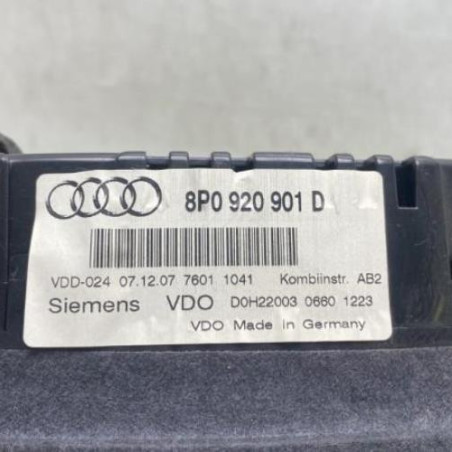 8P0 920 901 D
VDD-024 07.12.07 7601 1041 Kombiinstr. AB2
Siemens VDO D0H22003 0660 1223
VDO Made in Germany